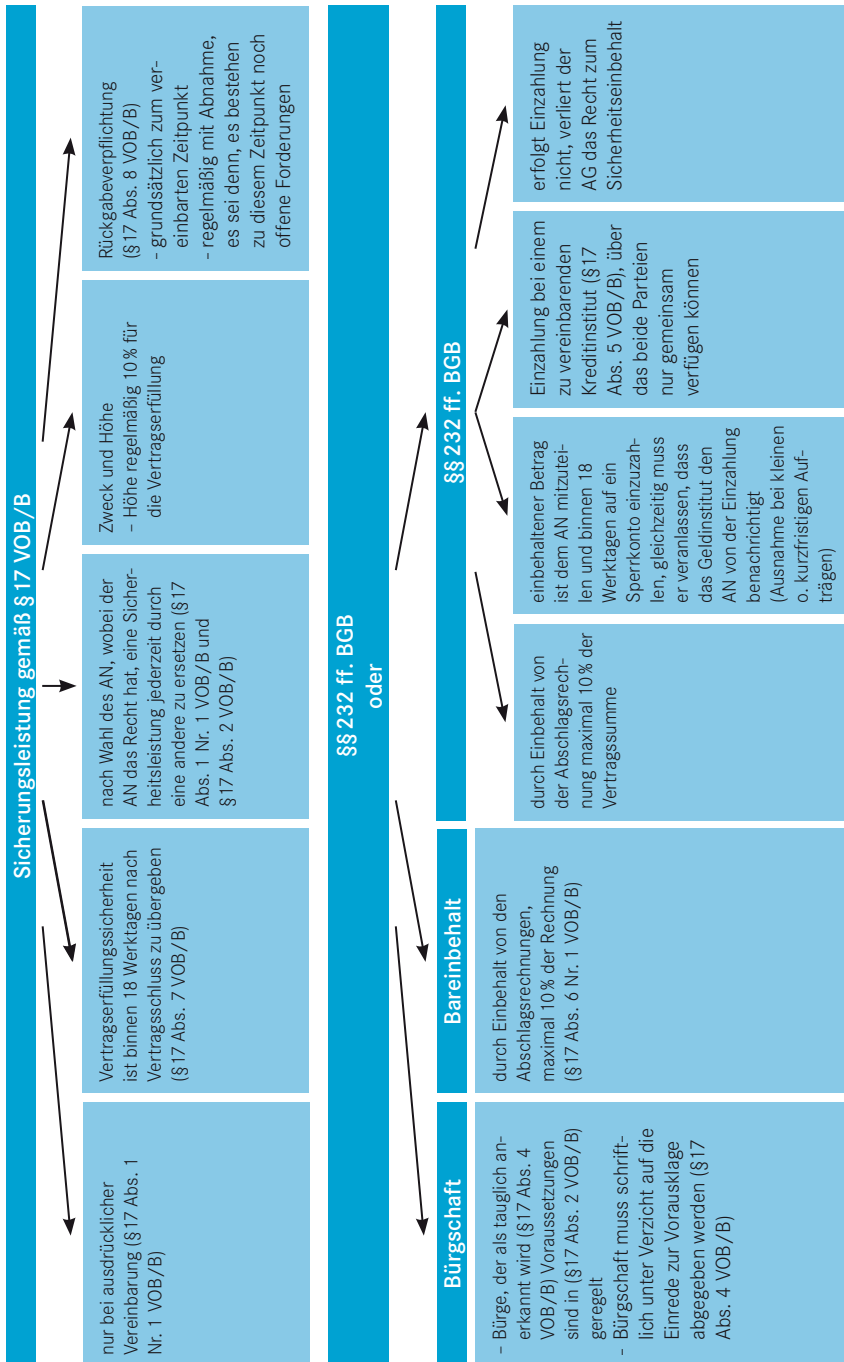 Sicherungsleistung gemäß § 17 VOB/B
nur bei ausdrücklicher
Vereinbarung (§17 Abs. 1
Nr. 1 VOB/B)
Vertragserfüllungssicherheit
ist binnen 18 Werktagen nach
Vertragsschluss zu übergeben
(§17 Abs. 7 VOB/B)
nach Wahl des AN, wobei der
AN das Recht hat, eine Sicher-
heitsleistung jederzeit durch
eine andere zu ersetzen (§17
Abs. 1 Nr. 1 VOB/B und
§17 Abs. 2 VOB/B)
Zweck und Höhe
– Höhe regelmäßig 10% für
die Vertragserfüllung
Rückgabeverpflichtung
(§17 Abs. 8 VOB/B)
- grundsätzlich zum ver-
einbarten Zeitpunkt
- regelmäßig mit Abnahme,
es sei denn, es bestehen
zu diesem Zeitpunkt noch
offene Forderungen
§§ 232 ff. BGB
oder
Bürgschaft
– Bürge, der als tauglich an-
erkannt wird (§17 Abs. 4
VOB/B) Voraussetzungen
sind in (§17 Abs. 2 VOB/B)
geregelt
– Bürgschaft muss schrift-
lich unter Verzicht auf die
Einrede zur Vorausklage
abgegeben werden (§17
Abs. 4 VOB/B)
Bareinbehalt
durch Einbehalt von den
Abschlagsrechnungen,
maximal 10% der Rechnung
(§17 Abs. 6 Nr. 1 VOB/B)
§§ 232 ff. BGB
durch Einbehalt von
der Abschlagsrech-
nung maximal 10% der
Vertragssumme
einbehaltener Betrag
ist dem AN mitzutei-
len und binnen 18
Werktagen auf ein
Sperrkonto einzuzah-
len, gleichzeitig muss
er veranlassen, dass
das Geldinstitut den
AN von der Einzahlung
benachrichtigt
(Ausnahme bei kleinen
o. kurzfristigen Auf-
trägen)
Einzahlung bei einem
zu vereinbarenden
Kreditinstitut (§17
Abs. 5 VOB/B), über
das beide Parteien
nur gemeinsam
verfügen können
erfolgt Einzahlung
nicht, verliert der
AG das Recht zum
Sicherheitseinbehalt